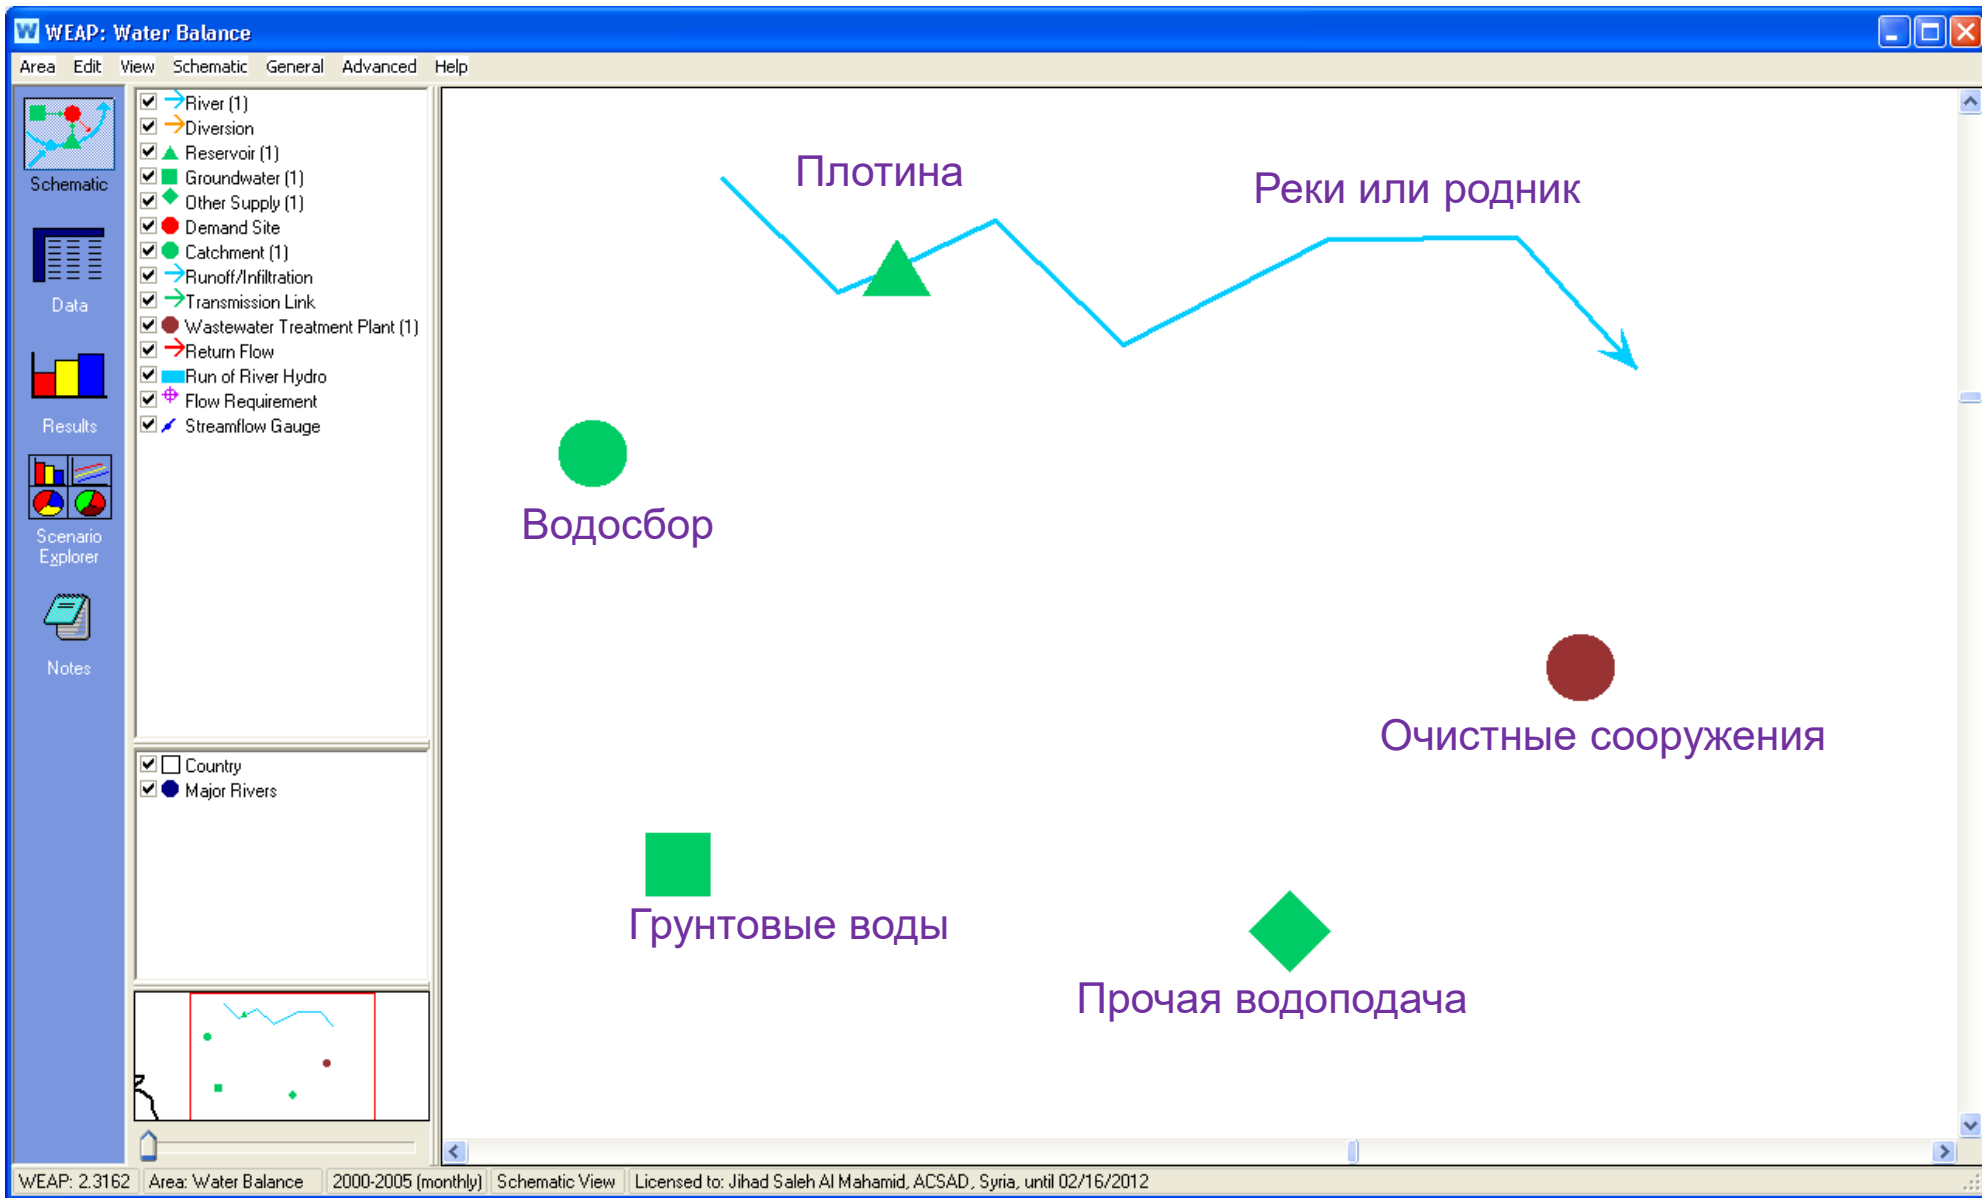 WEAP: Water Balance
Area Edit View Schematic General Advanced Help
Schematic
Data
Results
Scenario
Explorer
Notes
River (1)
Diversion
Reservoir (1)
Groundwater (1)
Other Supply (1)
Demand Site
Catchment (1)
Runoff/Infiltration
Transmission Link
Wastewater Treatment Plant (1)
Return Flow
Run of River Hydro
Flow Requirement
Streamflow Gauge
Country
Major Rivers
Плотина
Реки или родник
Водосбор
Очистные сооружения
Грунтовые воды
Прочая водоподача
WEAP: 2.3162 Area: Water Balance 2000-2005 (monthly) Schematic View Licensed to: Jihad Saleh Al Mahamid, ACSAD, Syria, until 02/16/2012